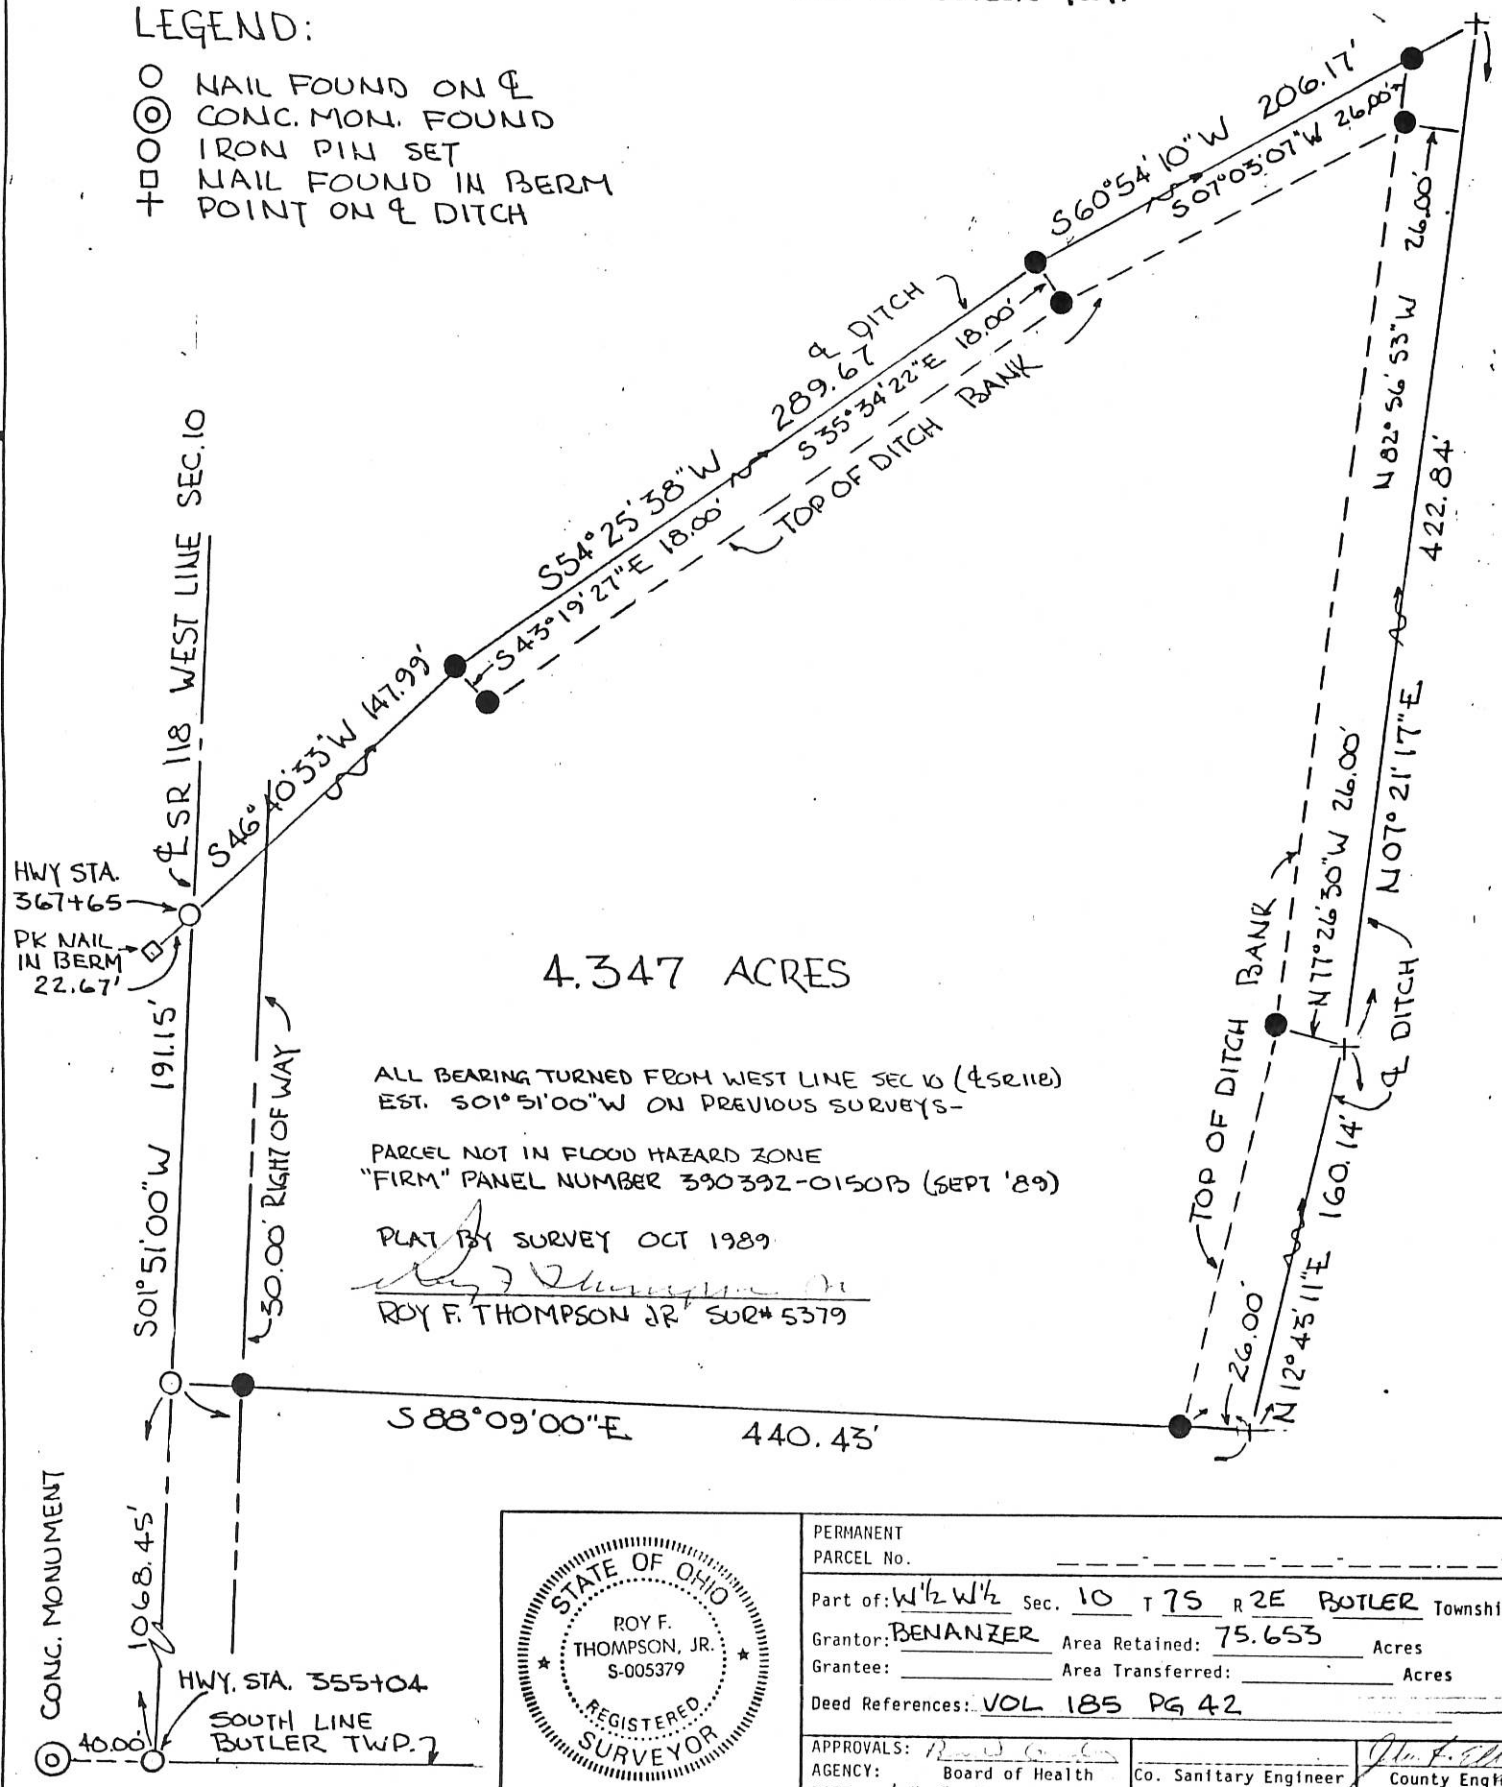 LEGEND:
NAIL FOUND ON ℄
CONC. MON. FOUND
IRON PIN SET
NAIL FOUND IN BERM
POINT ON ℄ DITCH
S60°54'10"W 206.17'
S07°03'07"W 26.00'
26.00'
N82°56'53"W
422.84'
℄ DITCH
289.67
S54°25'38"W
S35°34'22"E 18.00'
S43°19'27"E 18.00'
TOP OF DITCH BANK
℄ SR 118 WEST LINE SEC. 10
S46°40'33"W 147.99'
HWY STA.
367+65
PK NAIL
IN BERM
22.67'
N07°21'17"E
N77°26'30"W 26.00'
TOP OF DITCH BANK
℄ DITCH
4.347 ACRES
S01°51'00"W 191.15'
30.00' RIGHT OF WAY
ALL BEARING TURNED FROM WEST LINE SEC 10 (℄SR118)
EST. S01°51'00"W ON PREVIOUS SURVEYS-
PARCEL NOT IN FLOOD HAZARD ZONE
"FIRM" PANEL NUMBER 390392-0150B (SEPT '89)
PLAT BY SURVEY OCT 1989
ROY F. THOMPSON JR SUR# 5379
N12°43'11"E 160.14'
26.00'
S88°09'00"E 440.43'
CONC. MONUMENT
1068.45'
HWY. STA. 355+04
SOUTH LINE
BUTLER TWP.
40.00'
STATE OF OHIO
ROY F.
THOMPSON, JR.
S-005379
REGISTERED
SURVEYOR
PERMANENT
PARCEL No.
Part of: W½ W½ Sec. 10 T 7S R 2E BUTLER Townshi
Grantor: BENANZER Area Retained: 75.653 Acres
Grantee: Area Transferred: Acres
Deed References: VOL 185 PG 42
APPROVALS:
AGENCY: Board of Health Co. Sanitary Engineer County Engi